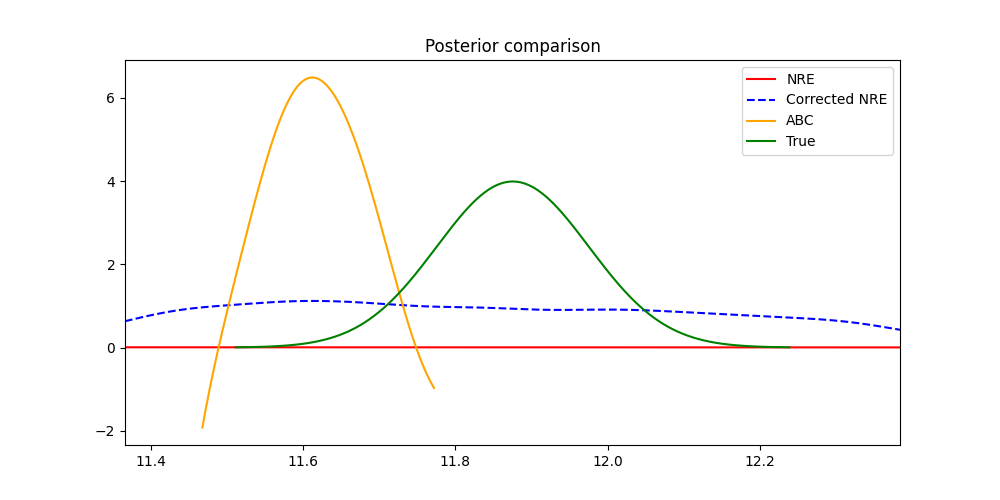 Posterior comparison
NRE
Corrected NRE
ABC
True
6
4
2
0
−2
11.4
11.6
11.8
12.0
12.2